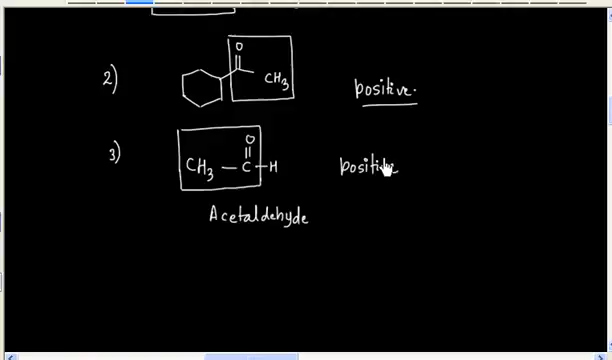 2) O CH3 positive.
3) CH3 — C — H O positive
Acetaldehyde